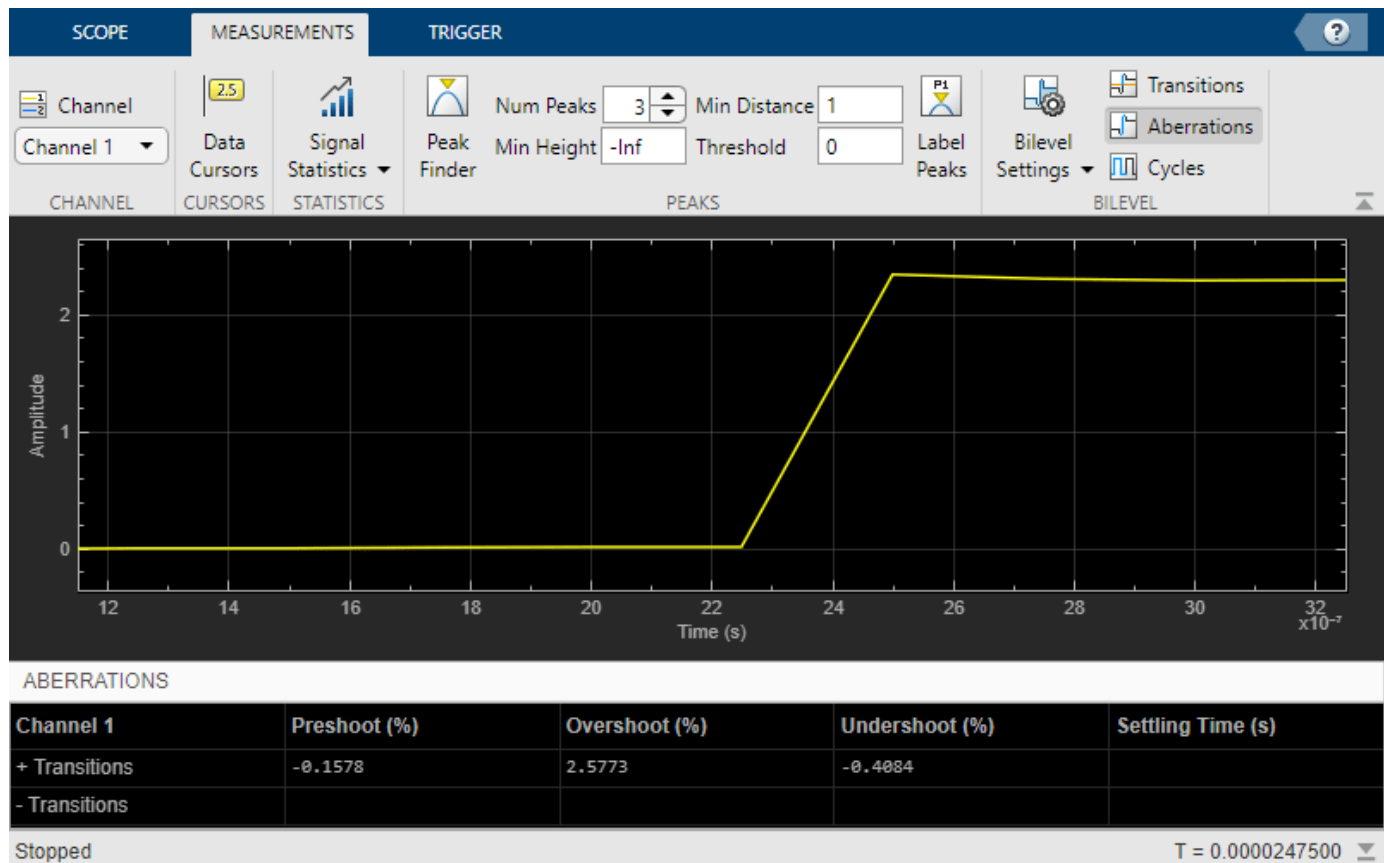 SCOPE MEASUREMENTS TRIGGER ?
Channel
Channel 1
CHANNEL
2.5
Data
Cursors
CURSORS
Signal
Statistics
STATISTICS
Peak
Finder
Num Peaks 3 Min Distance 1
Min Height -Inf Threshold 0
P1
Label
Peaks
PEAKS
Bilevel
Settings
Transitions
Aberrations
Cycles
BILEVEL
Amplitude
2
1
0
12 14 16 18 20 22 24 26 28 30 32
Time (s)
x10⁻⁷
ABERRATIONS
Channel 1 Preshoot (%) Overshoot (%) Undershoot (%) Settling Time (s)
+ Transitions -0.1578 2.5773 -0.4084
- Transitions
Stopped T = 0.0000247500